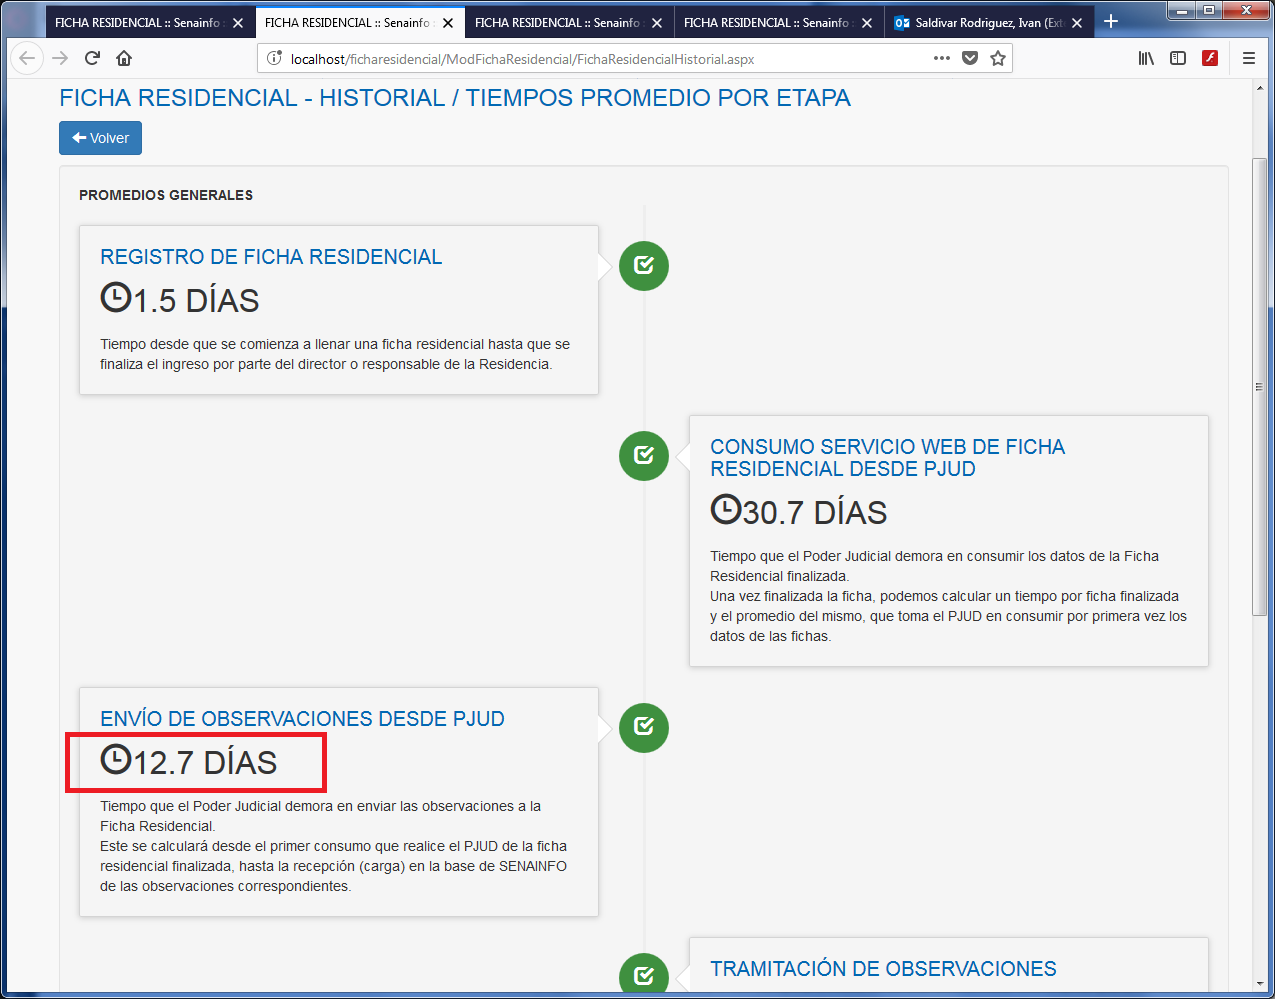 FICHA RESIDENCIAL :: Senainfo
FICHA RESIDENCIAL :: Senainfo
FICHA RESIDENCIAL :: Senainfo
FICHA RESIDENCIAL :: Senainfo
Saldivar Rodriguez, Ivan (Exte
localhost/ficharesidencial/ModFichaResidencial/FichaResidencialHistorial.aspx
FICHA RESIDENCIAL - HISTORIAL / TIEMPOS PROMEDIO POR ETAPA
Volver
PROMEDIOS GENERALES
REGISTRO DE FICHA RESIDENCIAL
1.5 DÍAS
Tiempo desde que se comienza a llenar una ficha residencial hasta que se
finaliza el ingreso por parte del director o responsable de la Residencia.
CONSUMO SERVICIO WEB DE FICHA
RESIDENCIAL DESDE PJUD
30.7 DÍAS
Tiempo que el Poder Judicial demora en consumir los datos de la Ficha
Residencial finalizada.
Una vez finalizada la ficha, podemos calcular un tiempo por ficha finalizada
y el promedio del mismo, que toma el PJUD en consumir por primera vez los
datos de las fichas.
ENVÍO DE OBSERVACIONES DESDE PJUD
12.7 DÍAS
Tiempo que el Poder Judicial demora en enviar las observaciones a la
Ficha Residencial.
Este se calculará desde el primer consumo que realice el PJUD de la ficha
residencial finalizada, hasta la recepción (carga) en la base de SENAINFO
de las observaciones correspondientes.
TRAMITACIÓN DE OBSERVACIONES